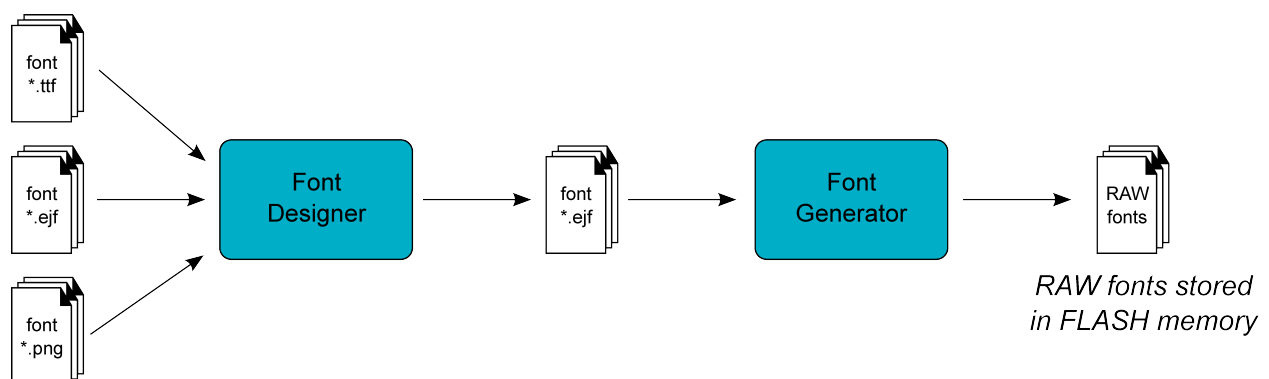 font
*.ttf
font
*.ejf
font
*.png
Font
Designer
font
*.ejf
Font
Generator
RAW
fonts
RAW fonts stored
in FLASH memory